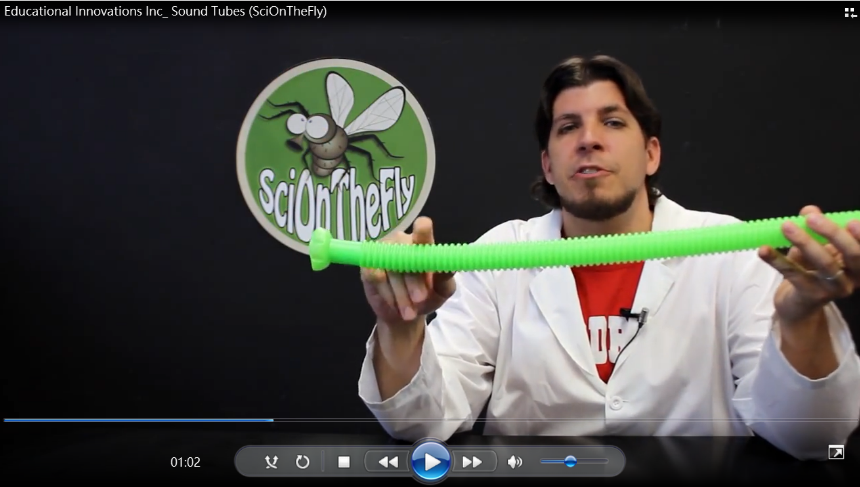 Educational Innovations Inc_ Sound Tubes (SciOnTheFly)
SciOnTheFly
01:02